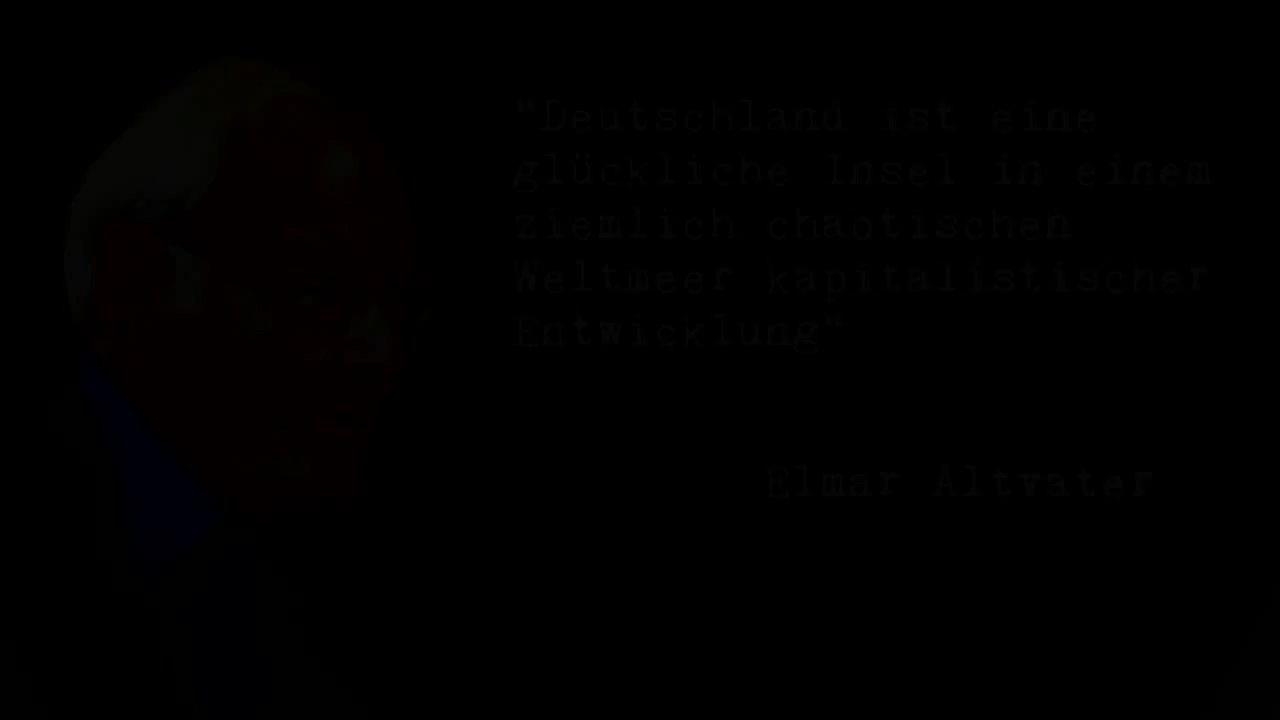 "Deutschland ist eine
glückliche Insel in einem
ziemlich chaotischen
Weltmeer kapitalistischer
Entwicklung"
Elmar Altvater